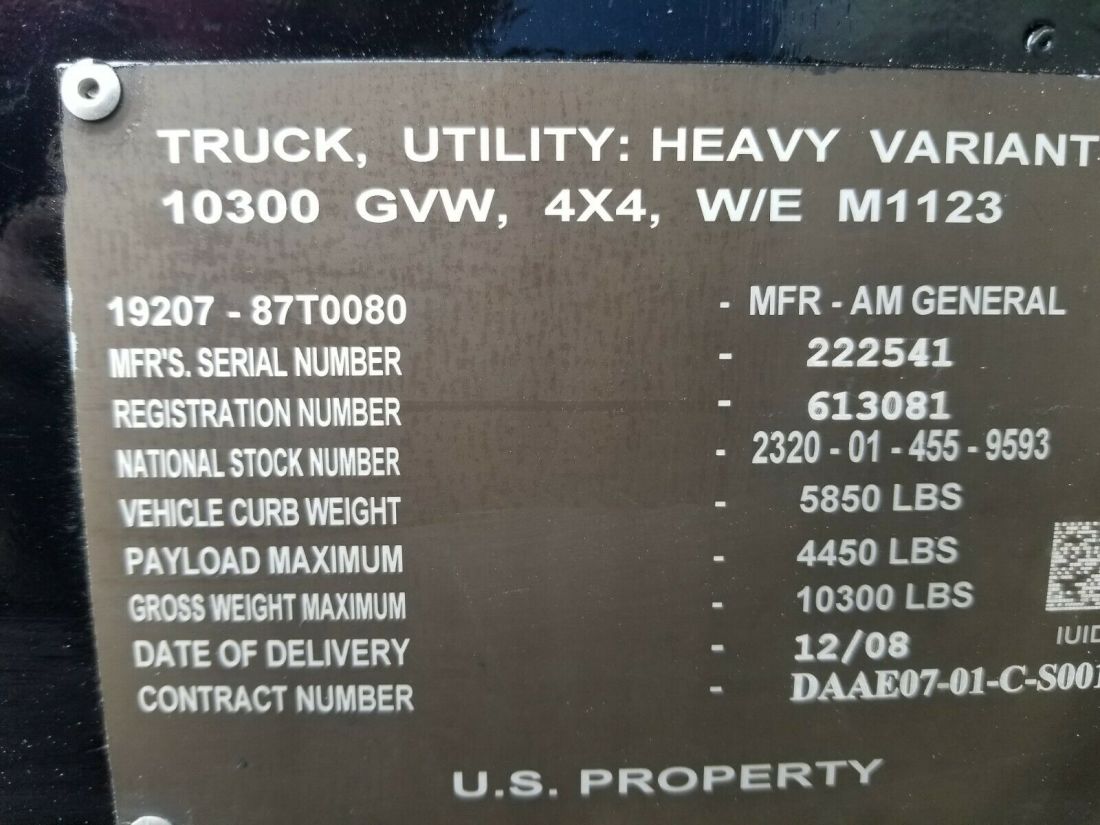 TRUCK, UTILITY: HEAVY VARIANT
10300 GVW, 4X4, W/E M1123
19207 - 87T0080 - MFR - AM GENERAL
MFR'S. SERIAL NUMBER - 222541
REGISTRATION NUMBER - 613081
NATIONAL STOCK NUMBER - 2320 - 01 - 455 - 9593
VEHICLE CURB WEIGHT - 5850 LBS
PAYLOAD MAXIMUM - 4450 LBS
GROSS WEIGHT MAXIMUM - 10300 LBS
IUID
DATE OF DELIVERY - 12/08
CONTRACT NUMBER - DAAE07-01-C-S001
U.S. PROPERTY